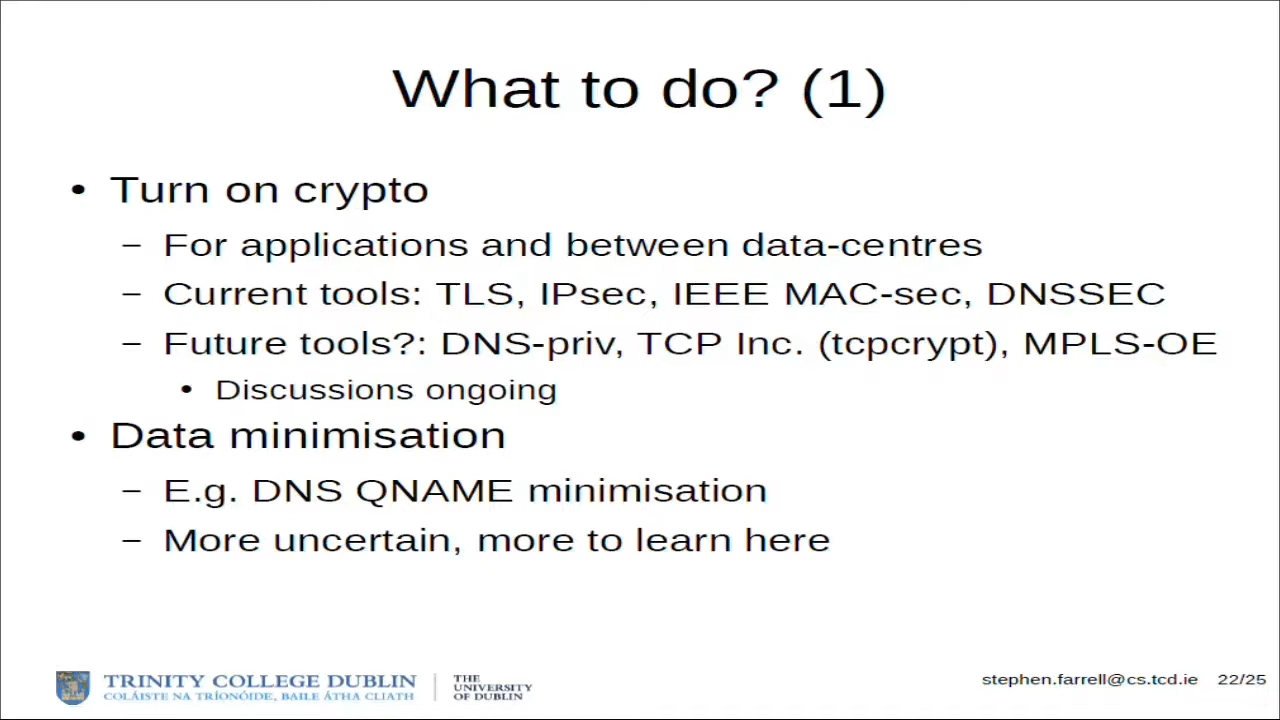 What to do? (1)
• Turn on crypto
– For applications and between data-centres
– Current tools: TLS, IPsec, IEEE MAC-sec, DNSSEC
– Future tools?: DNS-priv, TCP Inc. (tcpcrypt), MPLS-OE
• Discussions ongoing
• Data minimisation
– E.g. DNS QNAME minimisation
– More uncertain, more to learn here
TRINITY COLLEGE DUBLIN
COLÁISTE NA TRÍONÓIDE, BAILE ÁTHA CLIATH
THE
UNIVERSITY
OF DUBLIN
stephen.farrell@cs.tcd.ie 22/25